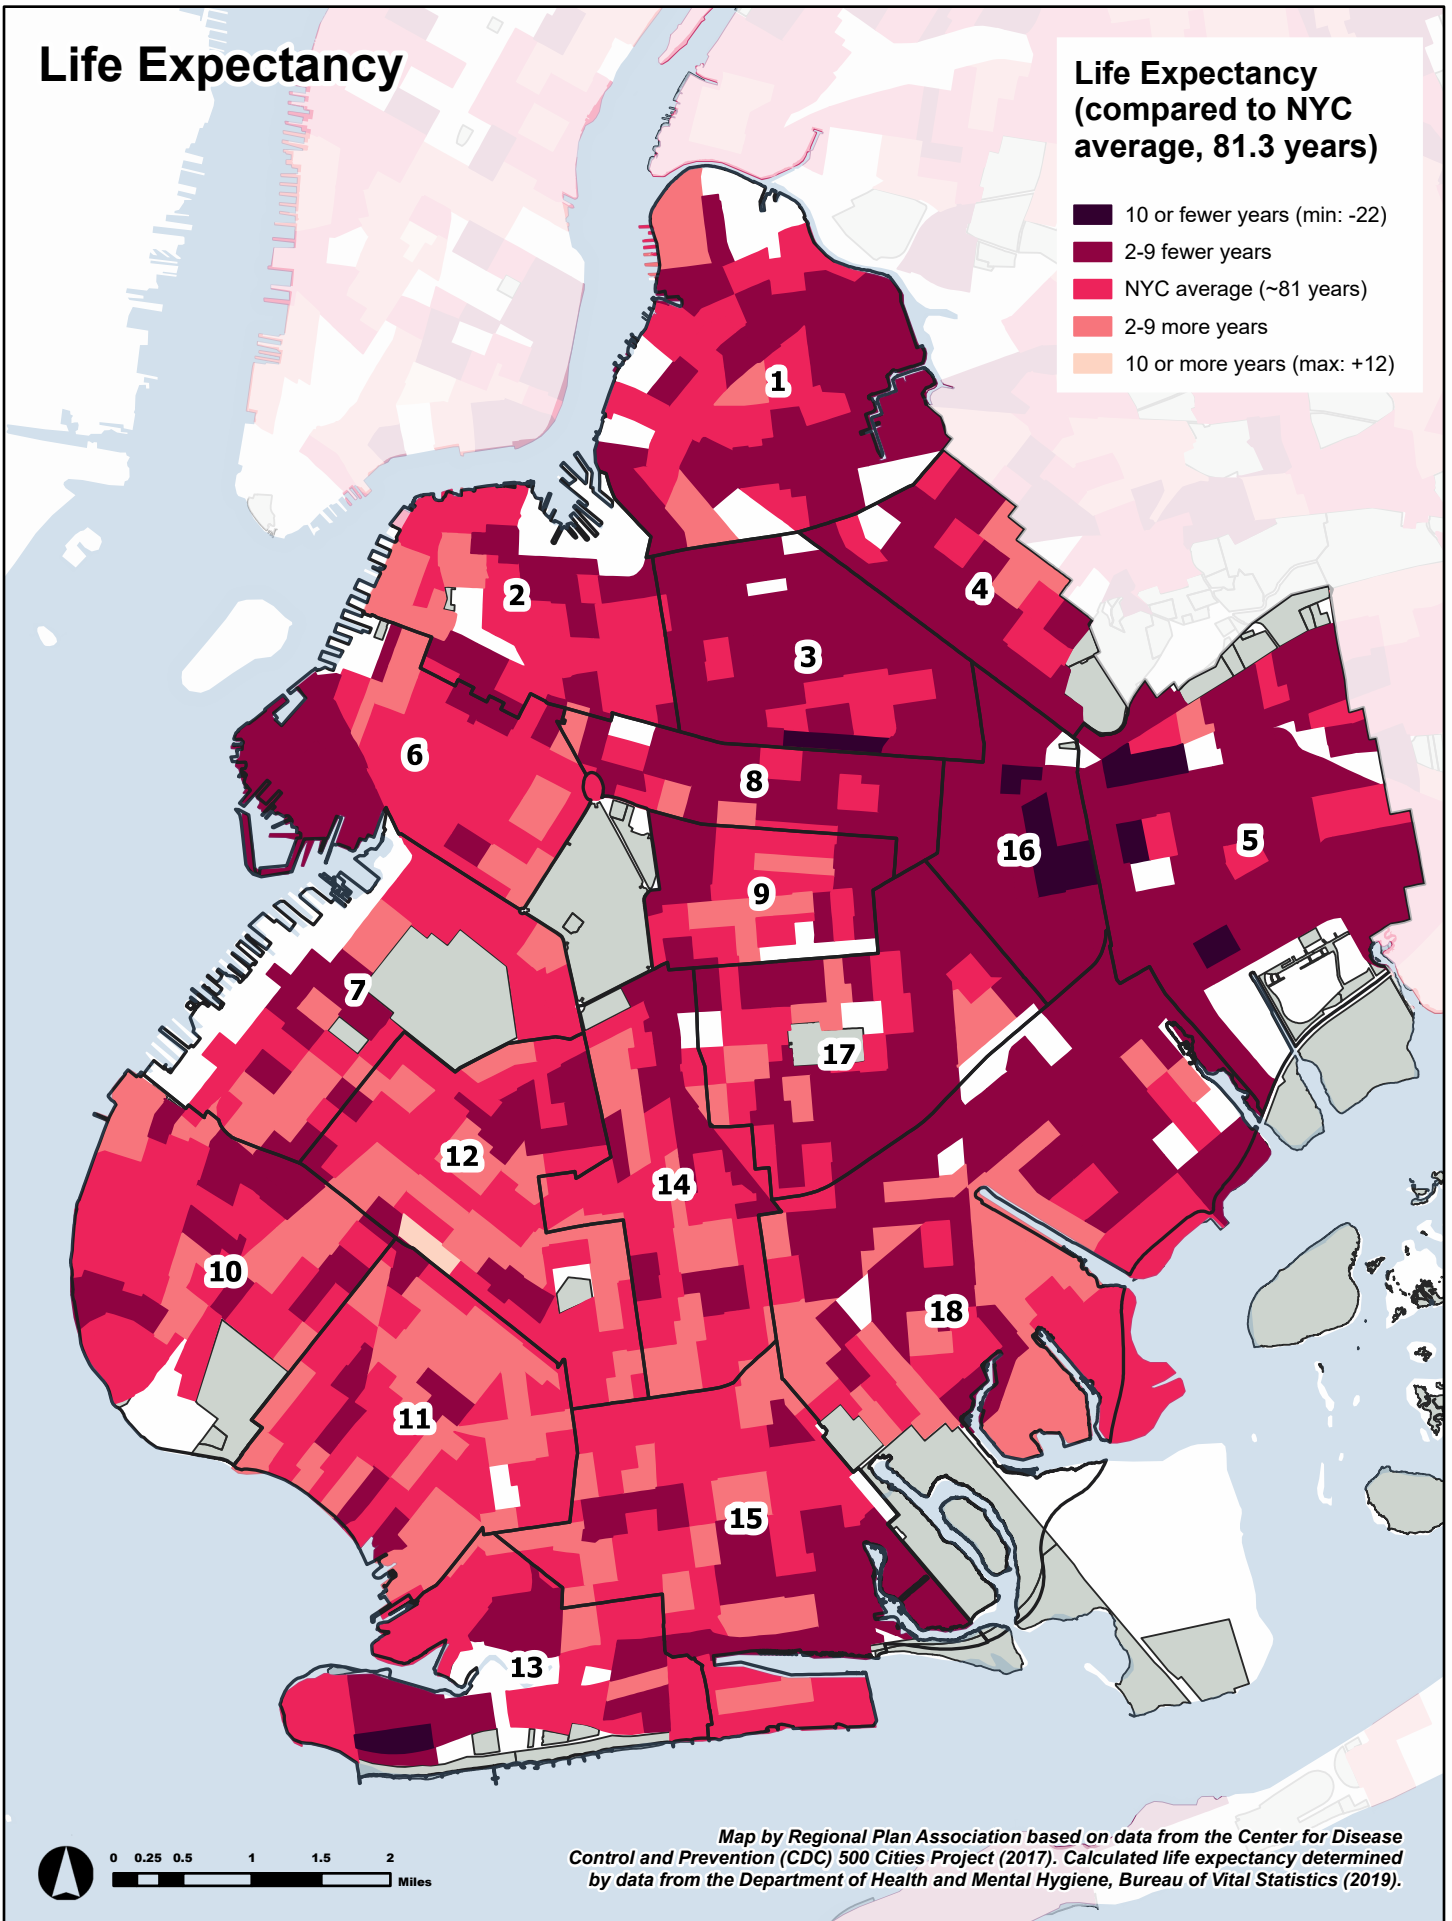 Life Expectancy
Life Expectancy
(compared to NYC
average, 81.3 years)
10 or fewer years (min: -22)
2-9 fewer years
NYC average (~81 years)
2-9 more years
10 or more years (max: +12)
1
2
4
3
6
8
5
16
9
7
17
12
14
10
18
11
15
13
0 0.25 0.5 1 1.5 2
Miles
Map by Regional Plan Association based on data from the Center for Disease
Control and Prevention (CDC) 500 Cities Project (2017). Calculated life expectancy determined
by data from the Department of Health and Mental Hygiene, Bureau of Vital Statistics (2019).